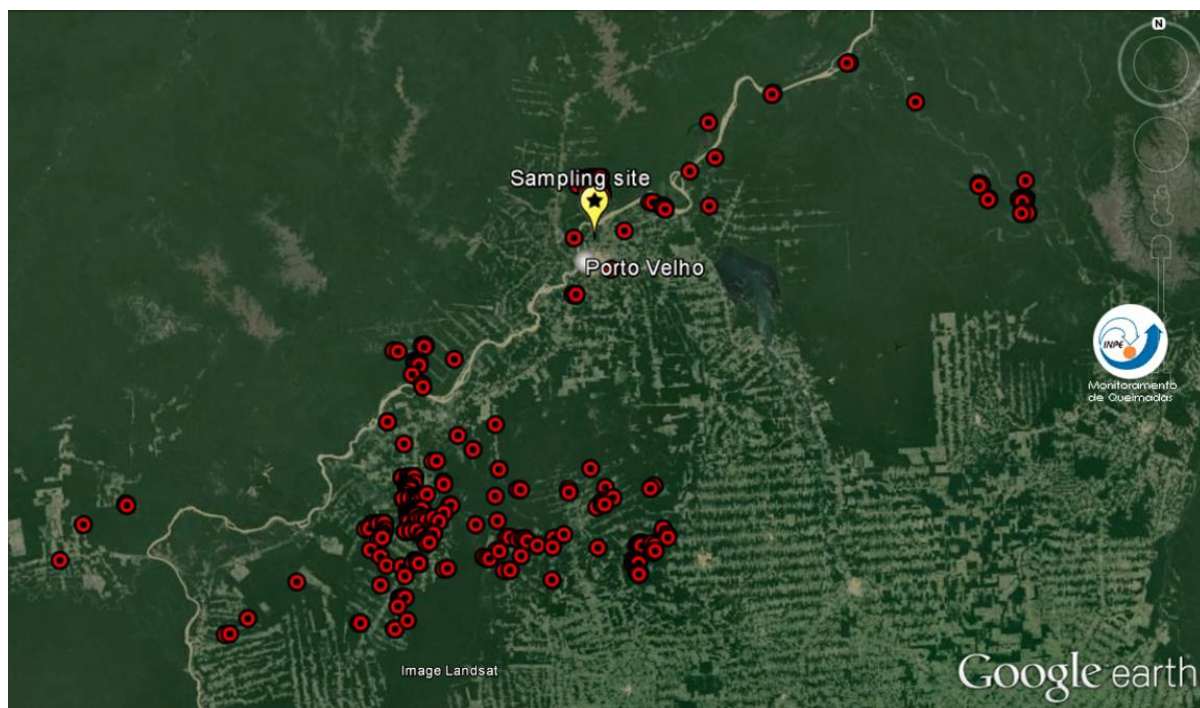 N
Sampling site
Porto Velho
INPE
Monitoramento
de Queimadas
Image Landsat
Google earth